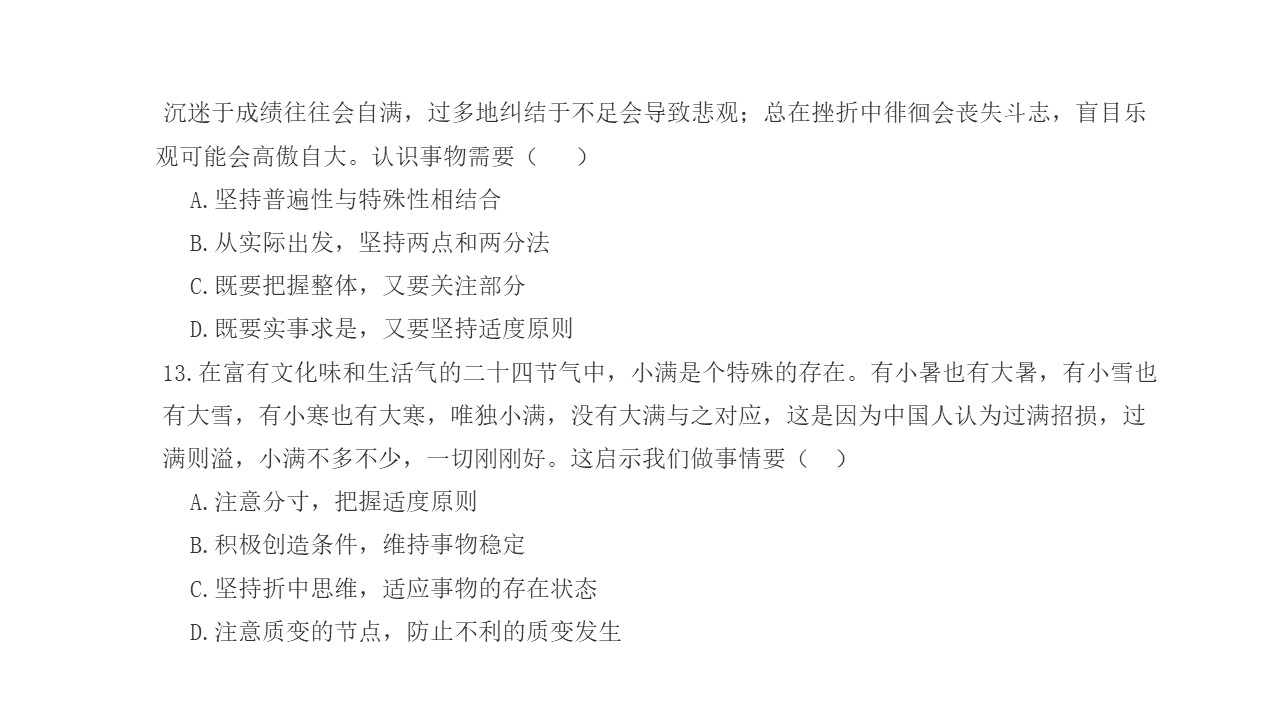 沉迷于成绩往往会自满，过多地纠结于不足会导致悲观；总在挫折中徘徊会丧失斗志，盲目乐
观可能会高傲自大。认识事物需要（　　）
A.坚持普遍性与特殊性相结合
B.从实际出发，坚持两点和两分法
C.既要把握整体，又要关注部分
D.既要实事求是，又要坚持适度原则
13.在富有文化味和生活气的二十四节气中，小满是个特殊的存在。有小暑也有大暑，有小雪也
有大雪，有小寒也有大寒，唯独小满，没有大满与之对应，这是因为中国人认为过满招损，过
满则溢，小满不多不少，一切刚刚好。这启示我们做事情要（　）
A.注意分寸，把握适度原则
B.积极创造条件，维持事物稳定
C.坚持折中思维，适应事物的存在状态
D.注意质变的节点，防止不利的质变发生